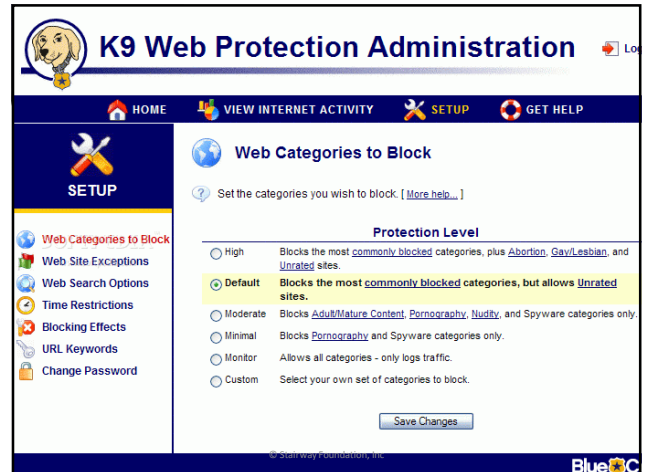 K9 Web Protection Administration
HOME
VIEW INTERNET ACTIVITY
SETUP
GET HELP
SETUP
Web Categories to Block
Web Site Exceptions
Web Search Options
Time Restrictions
Blocking Effects
URL Keywords
Change Password
Web Categories to Block
Set the categories you wish to block. [ More help... ]
Protection Level
High Blocks the most commonly blocked categories, plus Abortion, Gay/Lesbian, and
Unrated sites.
Default Blocks the most commonly blocked categories, but allows Unrated
sites.
Moderate Blocks Adult/Mature Content, Pornography, Nudity, and Spyware categories only.
Minimal Blocks Pornography and Spyware categories only.
Monitor Allows all categories - only logs traffic.
Custom Select your own set of categories to block.
Save Changes
© Stairway Foundation, Inc